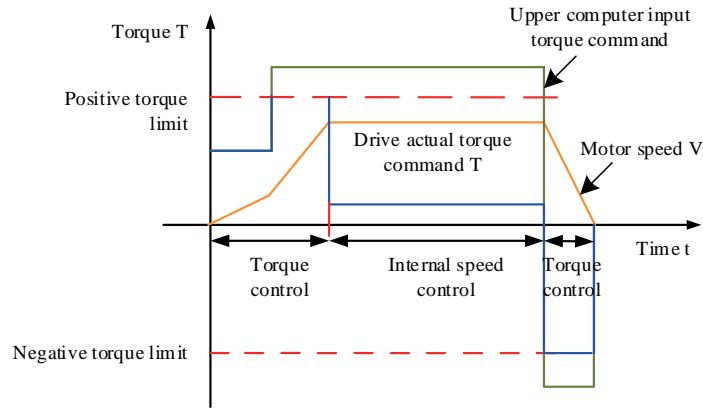 Upper computer input
torque command
Torque T
Positive torque
limit
Drive actual torque
command T
Motor speed V
Time t
Torque
control
Internal speed
control
Torque
control
Negative torque limit